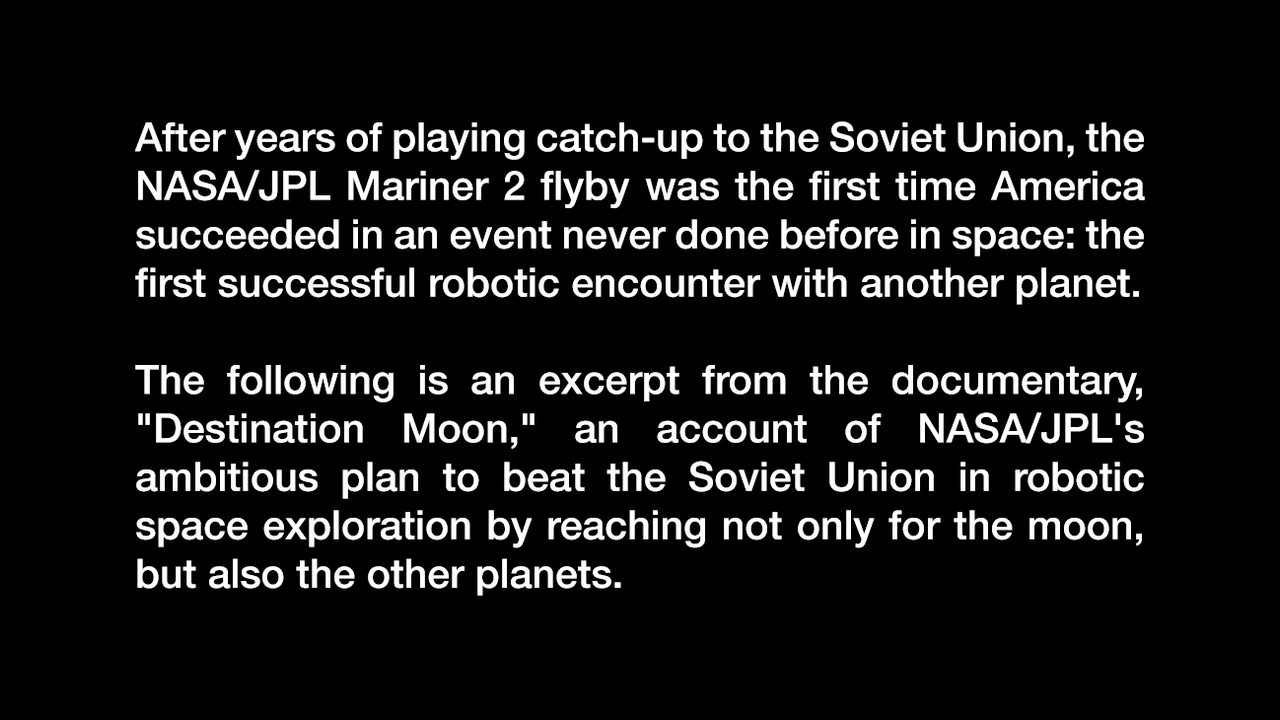 After years of playing catch-up to the Soviet Union, the
NASA/JPL Mariner 2 flyby was the first time America
succeeded in an event never done before in space: the
first successful robotic encounter with another planet.
The following is an excerpt from the documentary,
"Destination Moon," an account of NASA/JPL's
ambitious plan to beat the Soviet Union in robotic
space exploration by reaching not only for the moon,
but also the other planets.